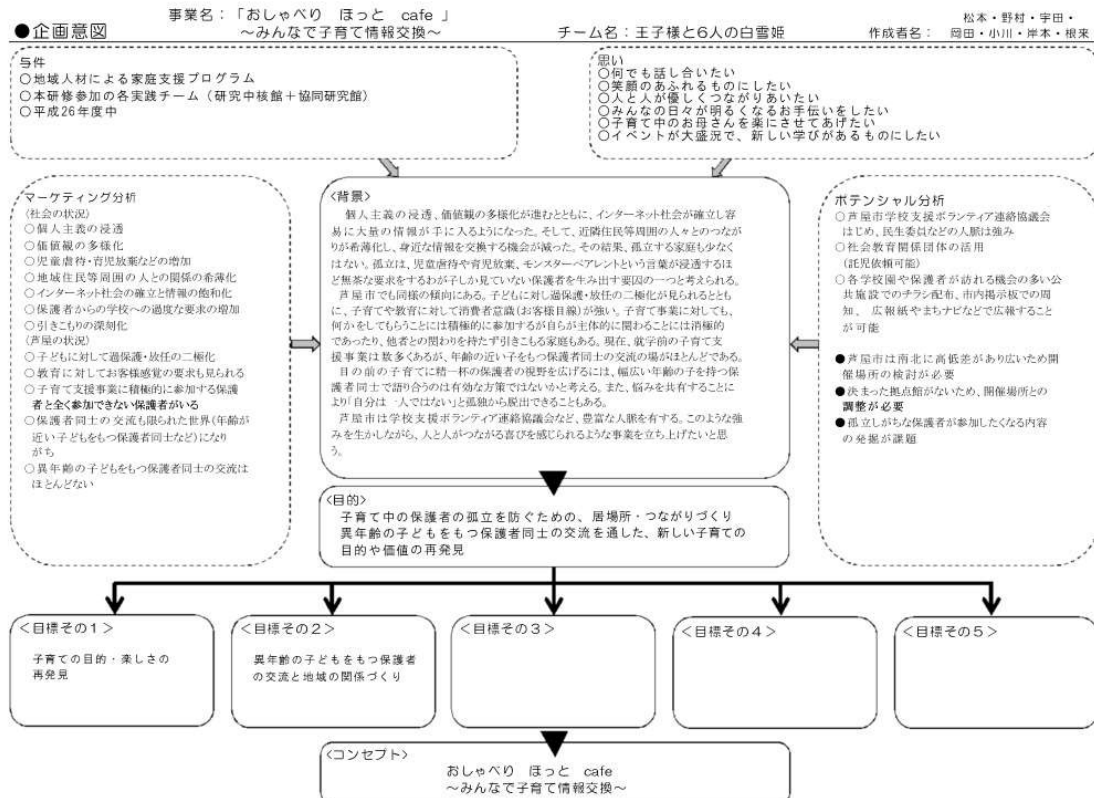 ●企画意図
事業名：「おしゃべり ほっと cafe 」
～みんなで子育て情報交換～
チーム名：王子様と6人の白雪姫
作成者名：
松本・野村・宇田・
岡田・小川・岸本・根来
与件
○地域人材による家庭支援プログラム
○本研修参加の各実践チーム（研究中核館＋協同研究館）
○平成26年度中
思い
○何でも話し合いたい
○笑顔のあふれるものにしたい
○人と人が優しくつながりあいたい
○みんなの日々が明るくなるお手伝いをしたい
○子育て中のお母さんを楽にさせてあげたい
○イベントが大盛況で、新しい学びがあるものにしたい
マーケティング分析
〈社会の状況〉
○個人主義の浸透
○価値観の多様化
○児童虐待・育児放棄などの増加
○地域住民等周囲の人との関係の希薄化
○インターネット社会の確立と情報の飽和化
○保護者からの学校への過度な要求の増加
○引きこもりの深刻化
〈芦屋の状況〉
○子どもに対して過保護・放任の二極化
○教育に対してお客様感覚の要求も見られる
○子育て支援事業に積極的に参加する保護
者と全く参加できない保護者がいる
○保護者同士の交流も限られた世界（年齢が
近い子どもをもつ保護者同士など）になり
がち
○異年齢の子どもをもつ保護者同士の交流は
ほとんどない
〈背景〉
個人主義の浸透、価値観の多様化が進むとともに、インターネット社会が確立し容
易に大量の情報が手に入るようになった。そして、近隣住民等周囲の人々とのつなが
りが希薄化し、身近な情報を交換する機会が減った。その結果、孤立する家庭も少なく
はない。孤立は、児童虐待や育児放棄、モンスターペアレントという言葉が浸透するほ
ど無茶な要求をするわが子しか見ていない保護者を生み出す要因の一つと考えられる。
芦屋市でも同様の傾向にある。子どもに対し過保護・放任の二極化が見られるとと
もに、子育てや教育に対して消費者意識（お客様目線）が強い。子育て事業に対しても、
何かをしてもらうことには積極的に参加するが自らが主体的に関わることには消極
的であったり、他者との関わりを持たず引きこもる家庭もある。現在、就学前の子育て支
援事業は数多くあるが、年齢の近い子をもつ保護者同士の交流の場がほとんどである。
目の前の子育てに精一杯の保護者の視野を広げるには、幅広い年齢の子を持つ保
護者同士で語り合うのは有効な方策ではないかと考える。また、悩みを共有することに
より「自分は一人ではない」と孤独から脱出できることもある。
芦屋市は学校支援ボランティア連絡協議会など、豊富な人脈を有する。このような強
みを生かしながら、人と人がつながる喜びを感じられるような事業を立ち上げたいと思
う。
ポテンシャル分析
○芦屋市学校支援ボランティア連絡協議会
はじめ、民生委員などの人脈は強み
○社会教育関係団体の活用
（託児依頼可能）
○各学校園や保護者が訪れる機会の多い公
共施設でのチラシ配布、市内掲示板での周
知、 広報紙やまちナビなどで広報すること
が可能
●芦屋市は南北に高低差があり広いため開
催場所の検討が必要
●決まった拠点館がないため、開催場所との
調整が必要
●孤立しがちな保護者が参加したくなる内容
の発掘が課題
〈目的〉
子育て中の保護者の孤立を防ぐための、居場所・つながりづくり
異年齢の子どもをもつ保護者同士の交流を通した、新しい子育ての
目的や価値の再発見
＜目標その１＞
子育ての目的・楽しさの
再発見
＜目標その２＞
異年齢の子どもをもつ保護者
の交流と地域の関係づくり
＜目標その３＞
＜目標その４＞
＜目標その５＞
〈コンセプト〉
おしゃべり ほっと cafe
～みんなで子育て情報交換～